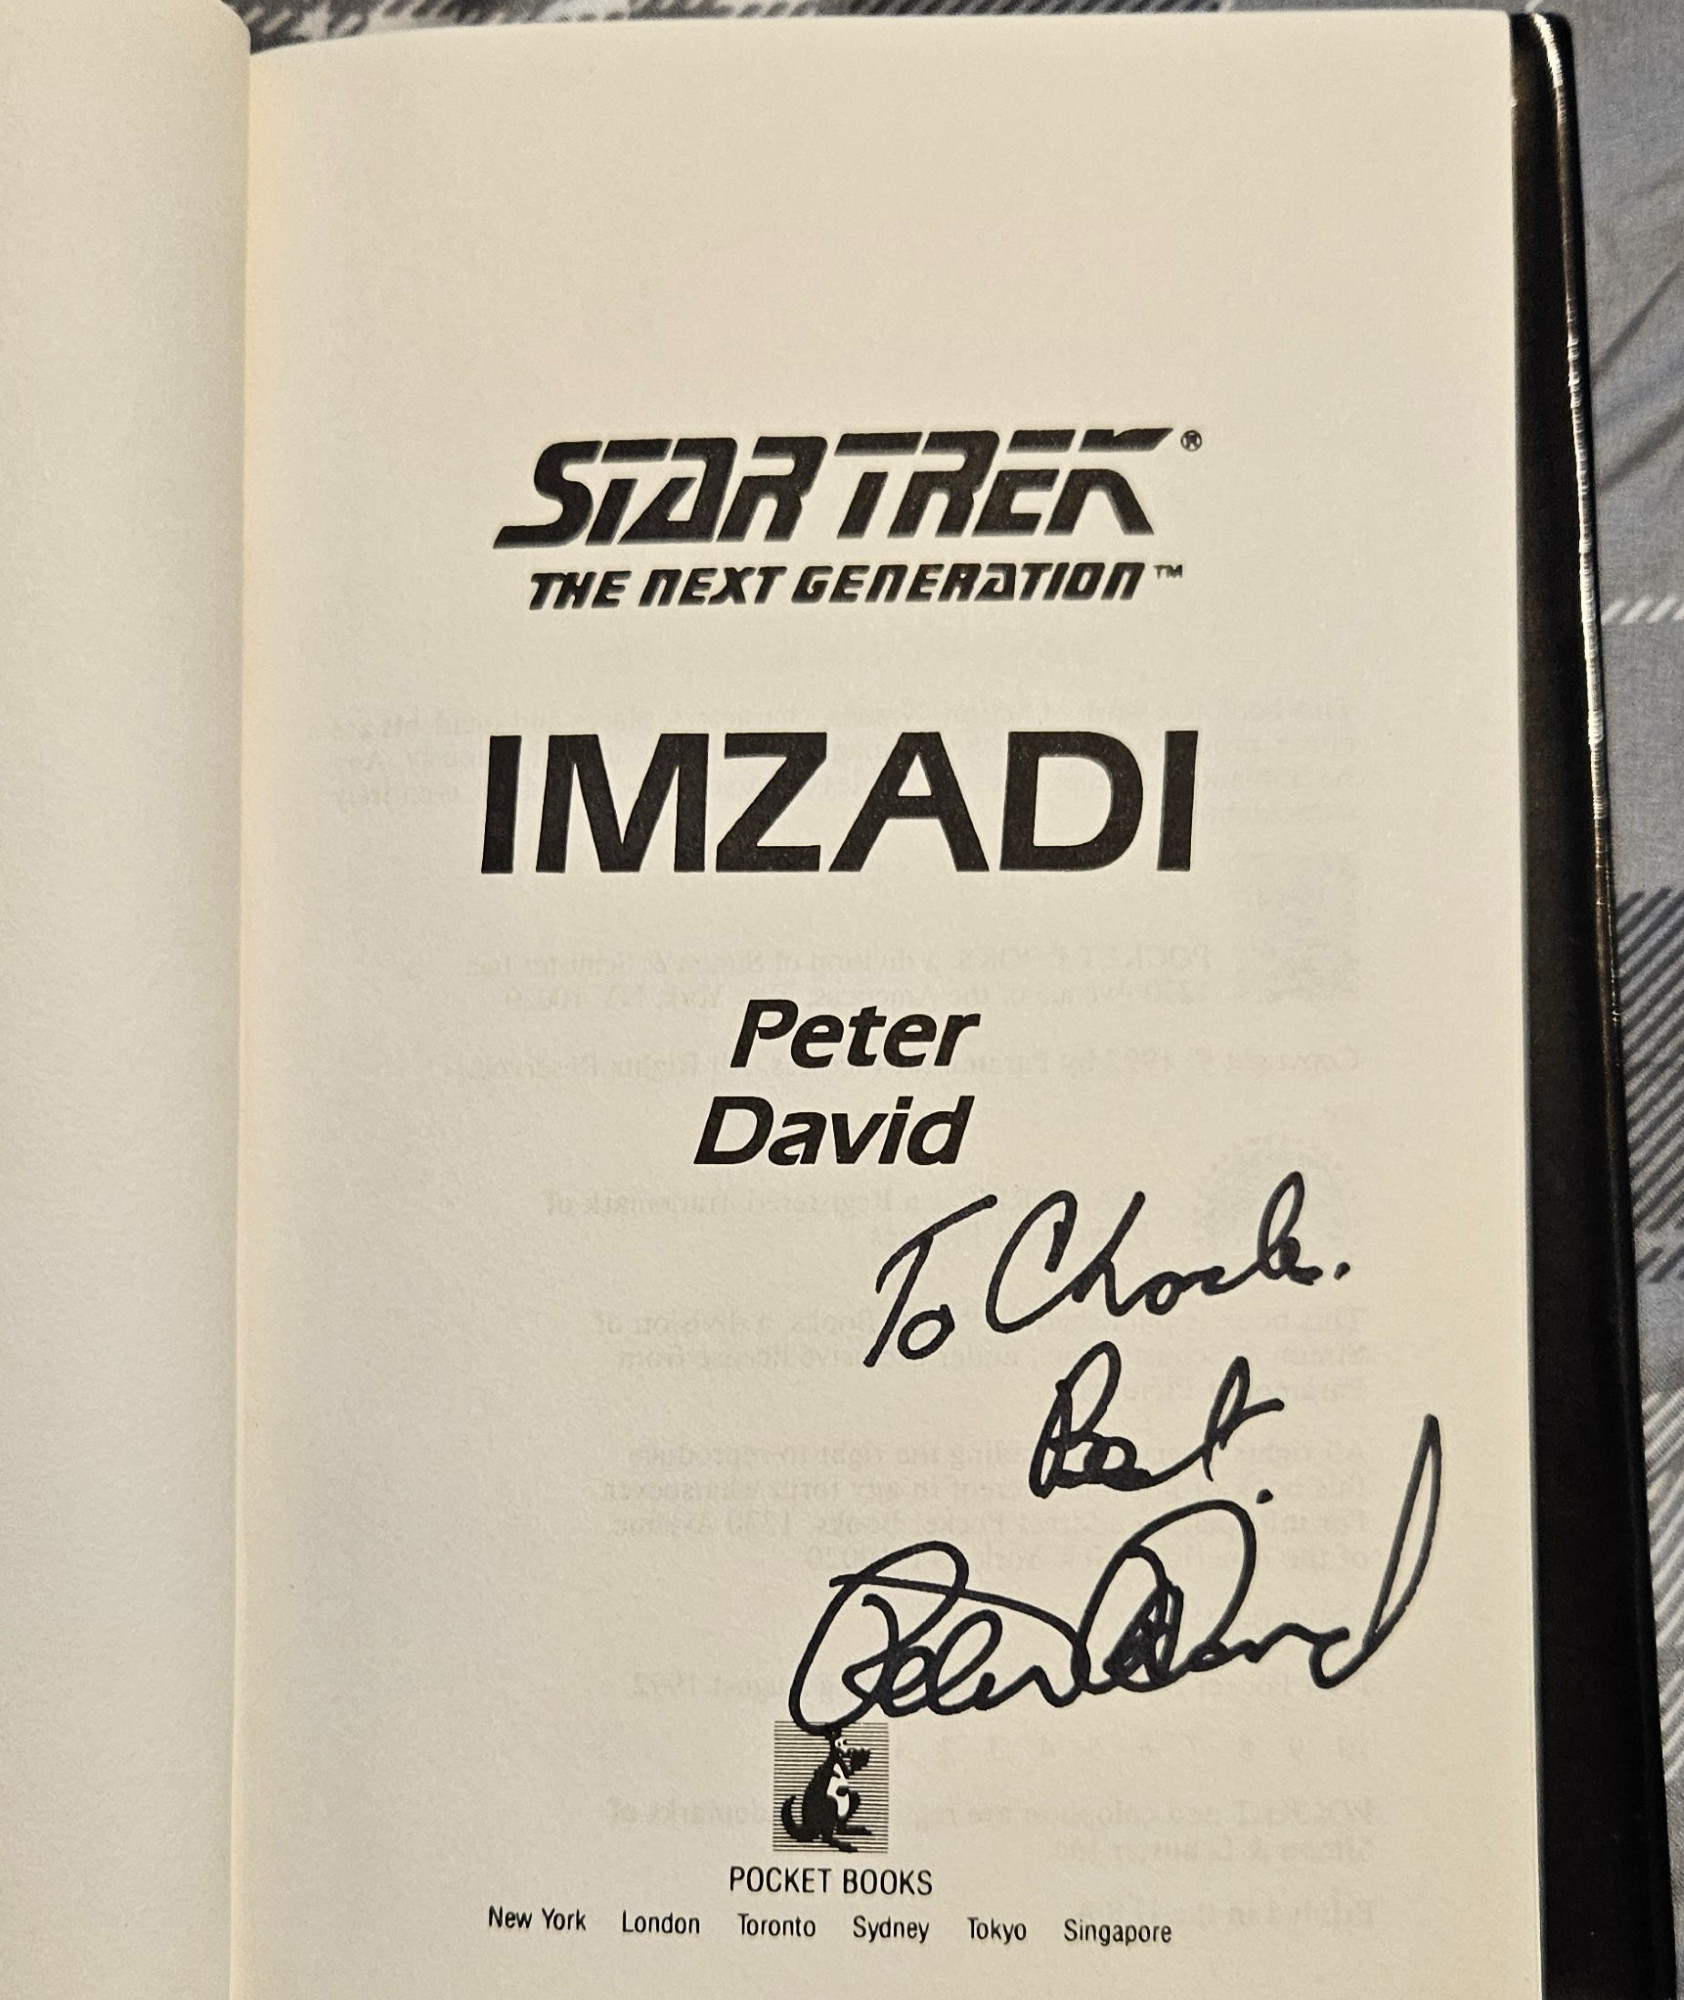 STAR TREK®
THE NEXT GENERATION™
IMZADI
Peter
David
To Charles.
Best.
Peter David
POCKET BOOKS
New York London Toronto Sydney Tokyo Singapore